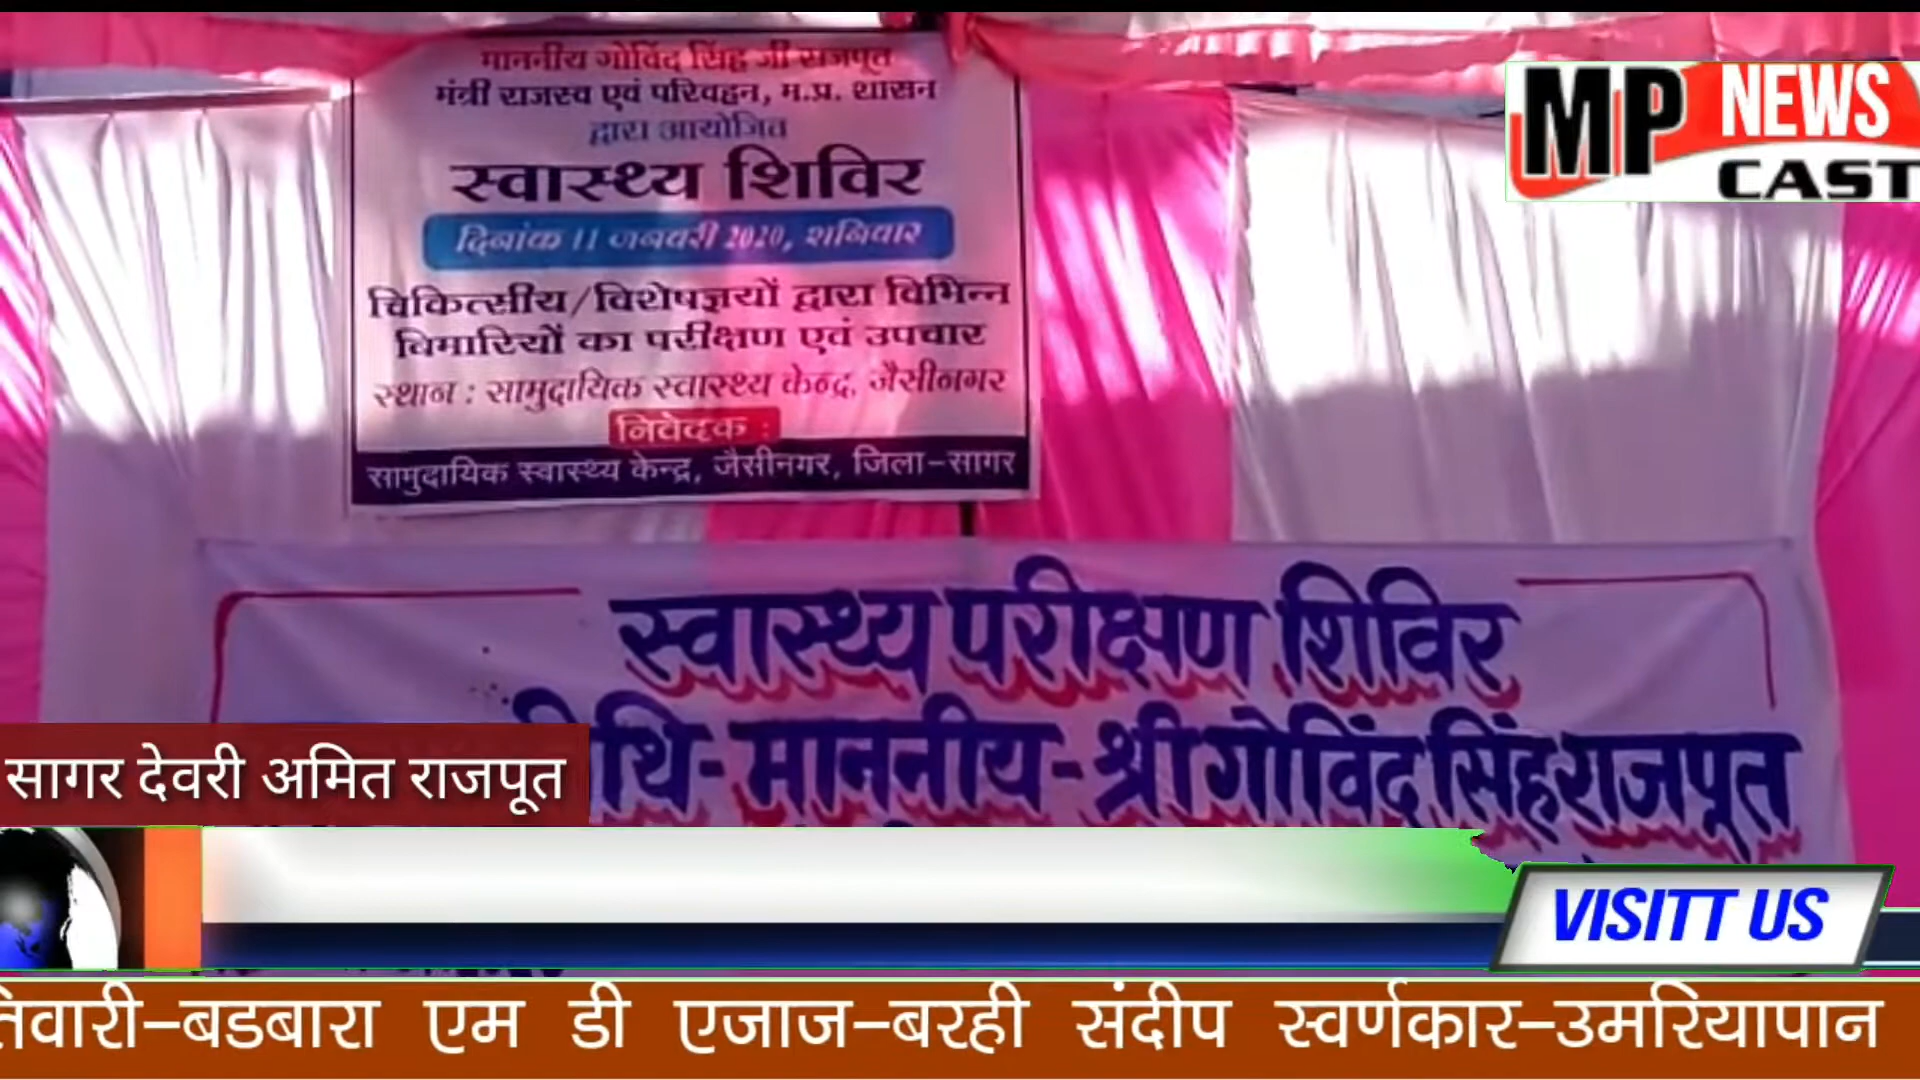 माननीय गोविंद सिंह जी राजपूत
मंत्री राजस्व एवं परिवहन, म.प्र. शासन
द्वारा आयोजित
स्वास्थ्य शिविर
दिनांक 11 जनवरी 2020, शनिवार
चिकित्सीय/विशेषज्ञयों द्वारा विभिन्न
बिमारियों का परीक्षण एवं उपचार
स्थान : सामुदायिक स्वास्थ्य केन्द्र, जैसीनगर
निवेदक :
सामुदायिक स्वास्थ्य केन्द्र, जैसीनगर, जिला-सागर
MP NEWS
CAST
स्वास्थ्य परीक्षण शिविर
माननीय - श्री गोविंद सिंह राजपूत
सागर देवरी अमित राजपूत
VISITT US
तिवारी-बडबारा एम डी एजाज-बरही संदीप स्वर्णकार-उमरियापान